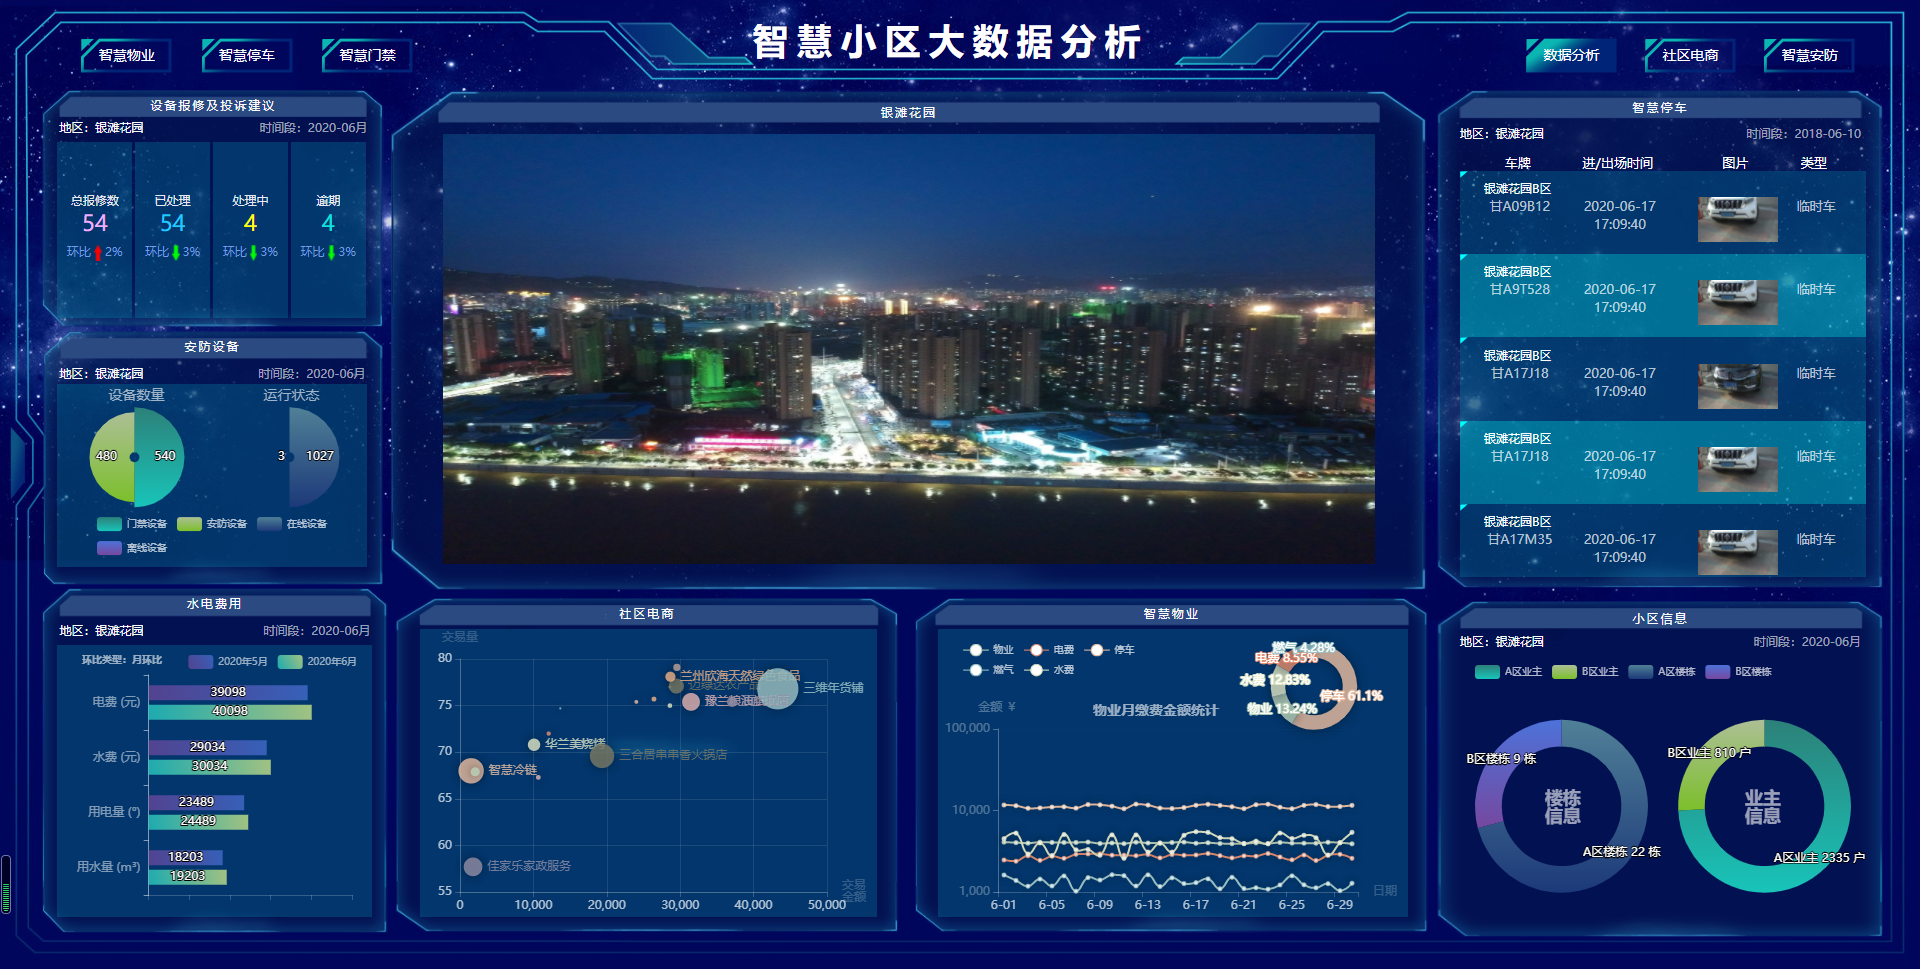 智慧小区大数据分析
智慧物业
智慧停车
智慧门禁
数据分析
社区电商
智慧安防
设备报修及投诉建议
地区：银滩花园
时间段：2020-06月
总报修数
54
环比 2%
已处理
54
环比 3%
处理中
4
环比 3%
逾期
4
环比 3%
安防设备
地区：银滩花园
时间段：2020-06月
设备数量
运行状态
480
540
3
1027
门禁设备
安防设备
在线设备
离线设备
水电费用
地区：银滩花园
时间段：2020-06月
环比类型：月环比
2020年5月
2020年6月
电费 (元)
39098
40098
水费 (元)
29034
30034
用电量 (°)
23489
24489
用水量 (m³)
18203
19203
银滩花园
社区电商
交易量
80
75
70
65
60
55
0
10,000
20,000
30,000
40,000
50,000
交易
金额
兰州欣海天然绿色食品
三维年货铺
华兰美烧烤
三合居串串香火锅店
智慧冷链
佳家乐家政服务
智慧物业
物业
电费
停车
燃气
水费
燃气 4.28%
电费 8.55%
水费 12.83%
物业 13.24%
停车 61.1%
金额 ￥
物业月缴费金额统计
100,000
10,000
1,000
6-01
6-05
6-09
6-13
6-17
6-21
6-25
6-29
日期
智慧停车
地区：银滩花园
时间段：2018-06-10
车牌
进/出场时间
图片
类型
银滩花园B区
甘A09B12
2020-06-17
17:09:40
临时车
银滩花园B区
甘A9T528
2020-06-17
17:09:40
临时车
银滩花园B区
甘A17J18
2020-06-17
17:09:40
临时车
银滩花园B区
甘A17J18
2020-06-17
17:09:40
临时车
银滩花园B区
甘A17M35
2020-06-17
17:09:40
临时车
小区信息
地区：银滩花园
时间段：2020-06月
A区业主
B区业主
A区楼栋
B区楼栋
B区楼栋 9 栋
楼栋
信息
A区楼栋 22 栋
B区业主 810 户
业主
信息
A区业主 2335 户